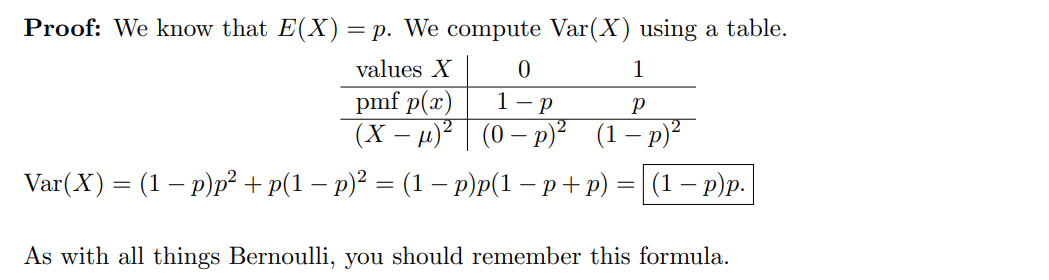 Proof: We know that E(X) = p. We compute Var(X) using a table.
values X 0 1
pmf p(x) 1 − p p
(X − μ)² (0 − p)² (1 − p)²
Var(X) = (1 − p)p² + p(1 − p)² = (1 − p)p(1 − p + p) = (1 − p)p.
As with all things Bernoulli, you should remember this formula.